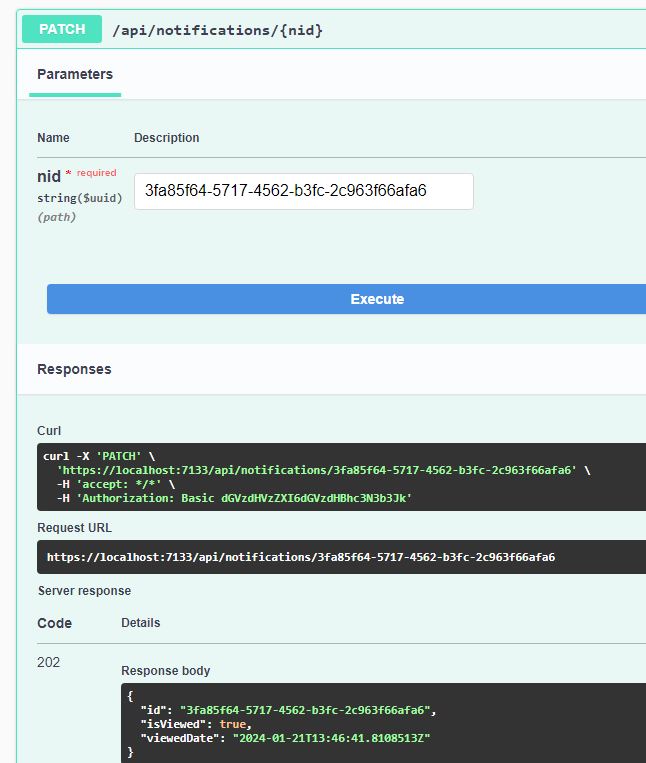 PATCH /api/notifications/{nid}
Parameters
Name Description
nid * required
string($uuid)
(path)
3fa85f64-5717-4562-b3fc-2c963f66afa6
Execute
Responses
Curl
curl -X 'PATCH' \
'https://localhost:7133/api/notifications/3fa85f64-5717-4562-b3fc-2c963f66afa6' \
-H 'accept: */*' \
-H 'Authorization: Basic dGVzdHVzZXI6dGVzdHBhc3N3b3Jk'
Request URL
https://localhost:7133/api/notifications/3fa85f64-5717-4562-b3fc-2c963f66afa6
Server response
Code Details
202
Response body
{
"id": "3fa85f64-5717-4562-b3fc-2c963f66afa6",
"isViewed": true,
"viewedDate": "2024-01-21T13:46:41.8108513Z"
}